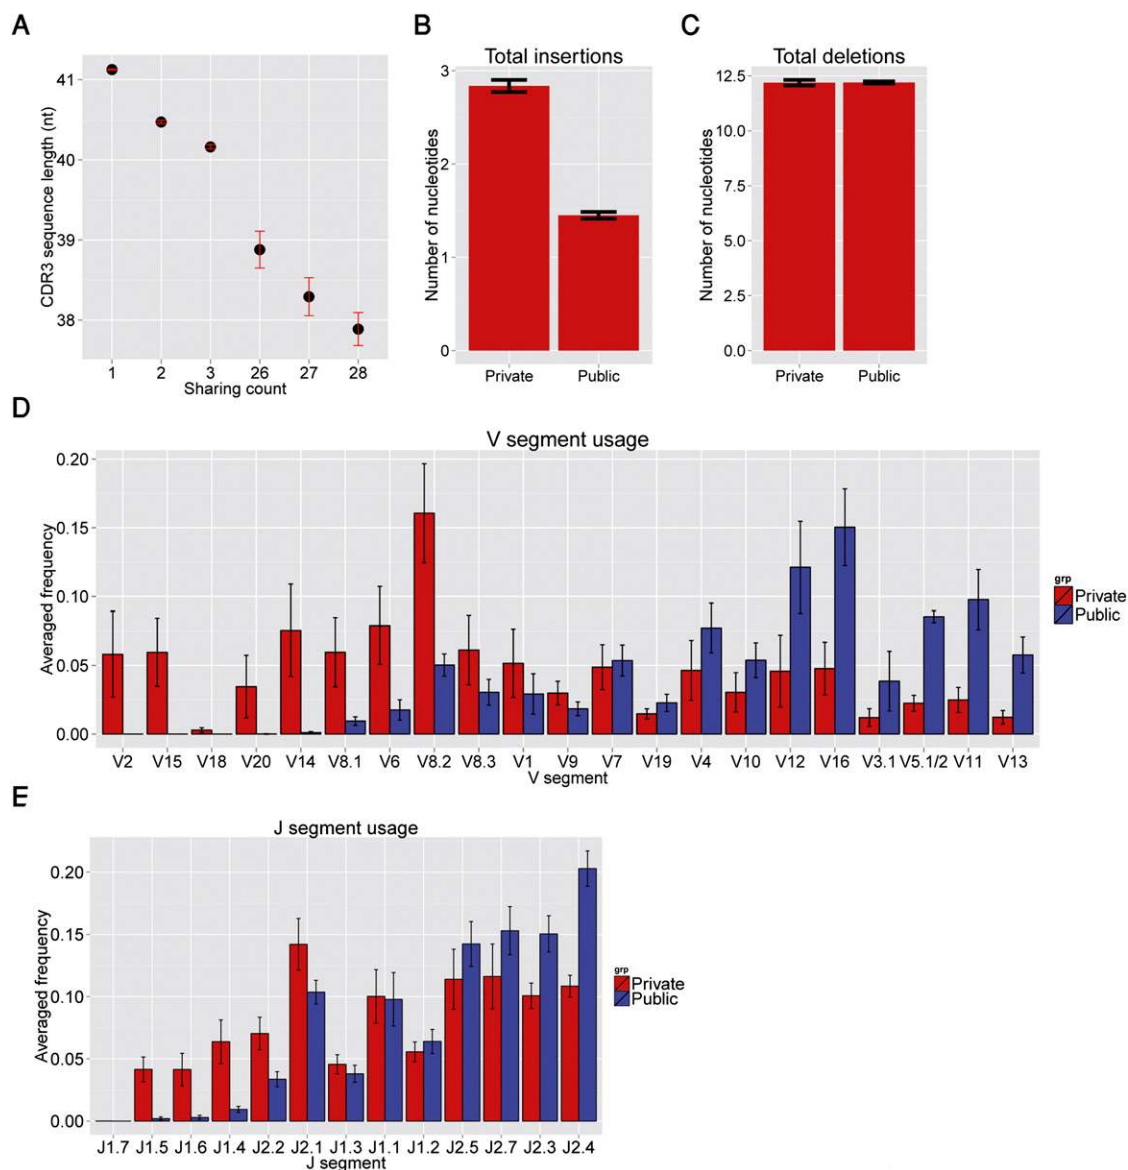 A
CDR3 sequence length (nt)
41
40
39
38
1 2 3 26 27 28
Sharing count
B
Total insertions
Number of nucleotides
3
2
1
0
Private Public
C
Total deletions
Number of nucleotides
12.5
10.0
7.5
12.5
10.0
12.5
5.0
2.5
0.0
Private Public
D
V segment usage
Averaged frequency
0.20
0.15
0.10
0.05
0.00
V2 V15 V18 V20 V14 V8.1 V6 V8.2 V8.3 V1 V9 V7 V19 V4 V10 V12 V16 V3.1 V5.1/2 V11 V13
V segment
grp
Private
Public
E
J segment usage
Averaged frequency
0.20
0.15
0.10
0.05
0.00
J1.7 J1.5 J1.6 J1.4 J2.2 J2.1 J1.3 J1.1 J1.2 J2.5 J2.7 J2.3 J2.4
J segment
grp
Private
Public